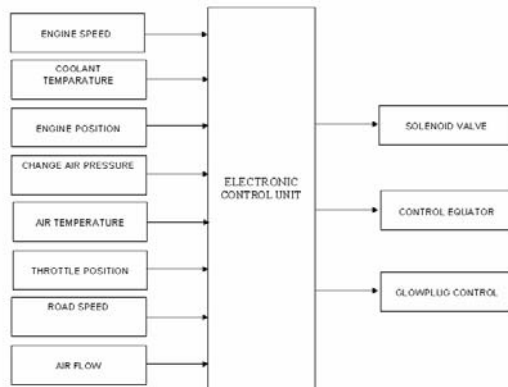 ENGINE SPEED
COOLANT
TEMPARATURE
ENGINE POSITION
CHANGE AIR PRESSURE
AIR TEMPERATURE
THROTTLE POSITION
ROAD SPEED
AIR FLOW
ELECTRONIC
CONTROL UNIT
SOLENOID VALVE
CONTROL EQUATOR
GLOWPLUG CONTROL